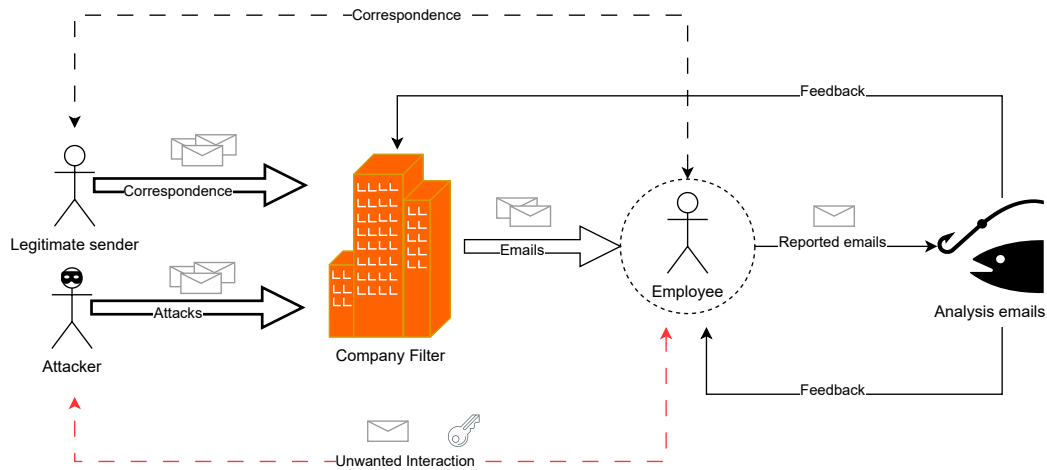 Correspondence
Feedback
Correspondence
Legitimate sender
Emails
Reported emails
Employee
Attacks
Analysis emails
Company Filter
Attacker
Feedback
Unwanted Interaction